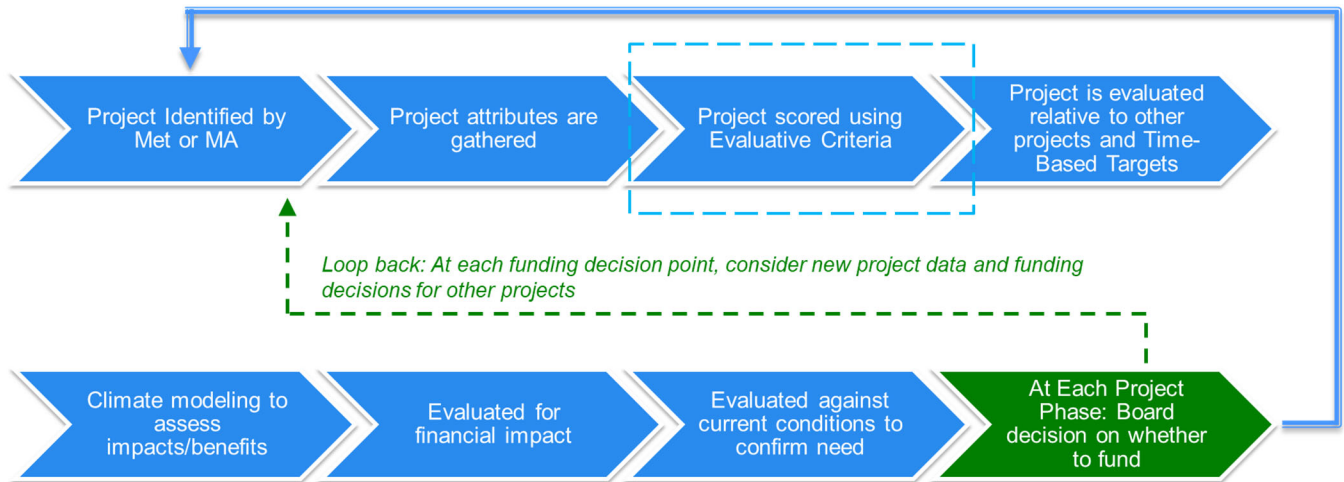 Project Identified by
Met or MA
Project attributes are
gathered
Project scored using
Evaluative Criteria
Project is evaluated
relative to other
projects and Time-
Based Targets
Loop back: At each funding decision point, consider new project data and funding
decisions for other projects
Climate modeling to
assess
impacts/benefits
Evaluated for
financial impact
Evaluated against
current conditions to
confirm need
At Each Project
Phase: Board
decision on whether
to fund